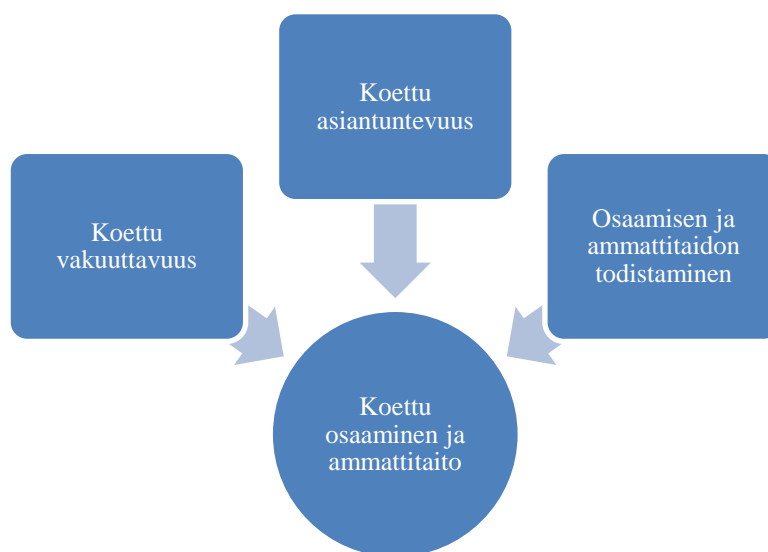 Koettu
asiantuntevuus
Koettu
vakuuttavuus
Osaamisen ja
ammattitaidon
todistaminen
Koettu
osaaminen ja
ammattitaito